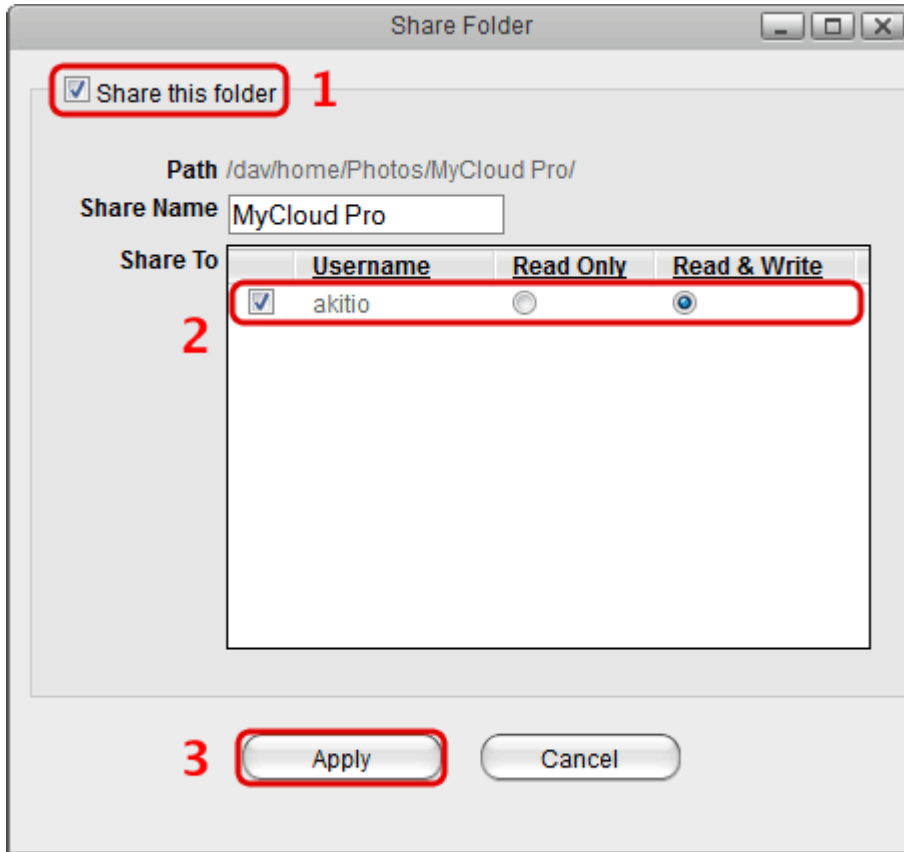 Share Folder
Share this folder 1
Path /dav/home/Photos/MyCloud Pro/
Share Name MyCloud Pro
Share To Username Read Only Read & Write
2 akitio
3 Apply Cancel